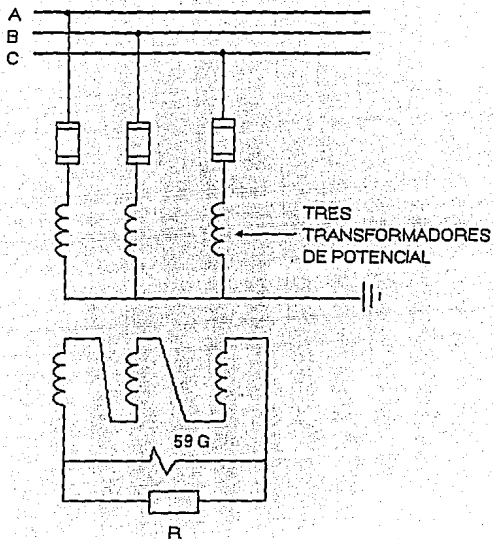 A
B
C
TRES
TRANSFORMADORES
DE POTENCIAL
59 G
R